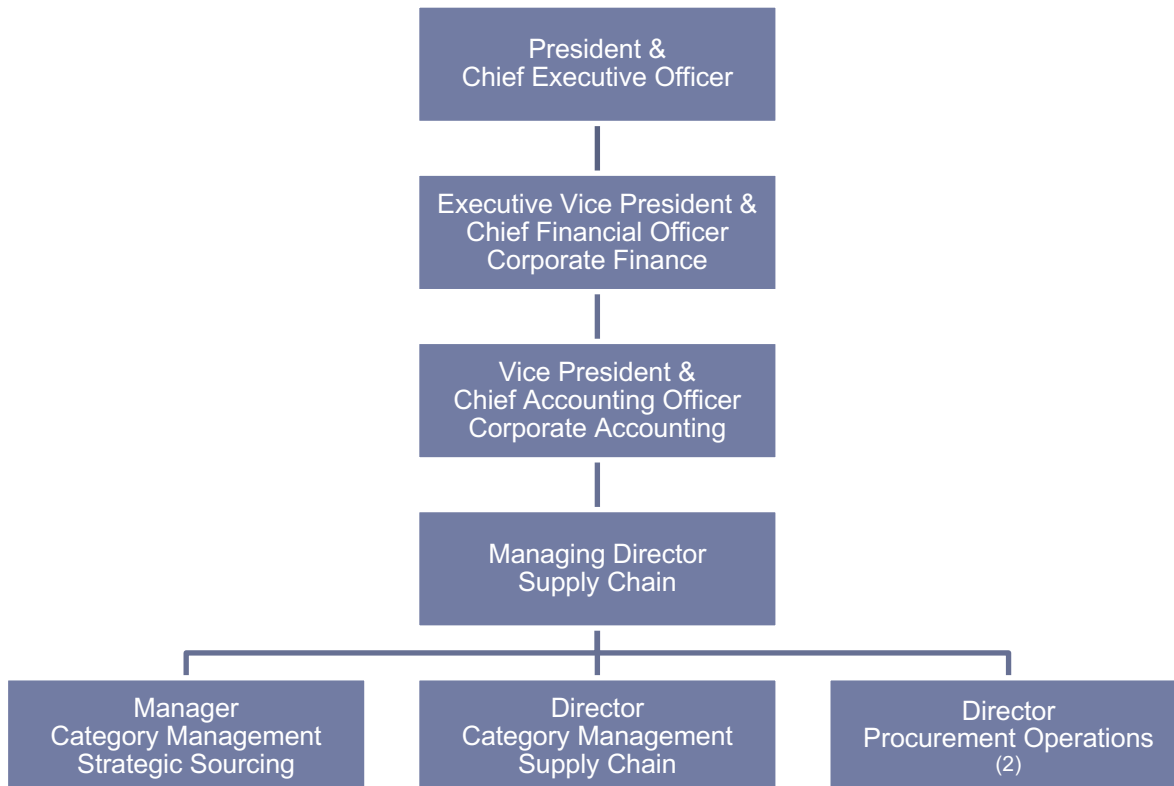 President &
Chief Executive Officer
Executive Vice President &
Chief Financial Officer
Corporate Finance
Vice President &
Chief Accounting Officer
Corporate Accounting
Managing Director
Supply Chain
Manager
Category Management
Strategic Sourcing
Director
Category Management
Supply Chain
Director
Procurement Operations
(2)